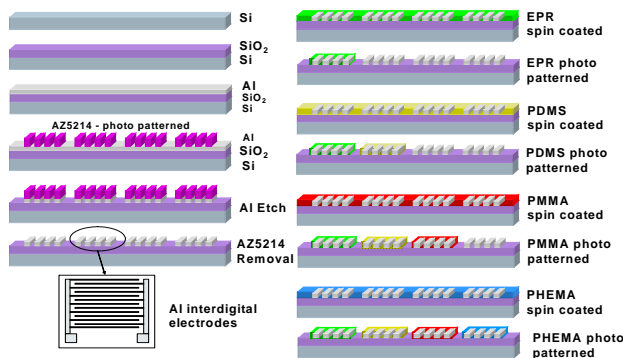 Si
SiO₂
Si
Al
SiO₂
Si
AZ5214 - photo patterned
Al
SiO₂
Si
Al Etch
AZ5214
Removal
Al interdigital
electrodes
EPR
spin coated
EPR photo
patterned
PDMS
spin coated
PDMS photo
patterned
PMMA
spin coated
PMMA photo
patterned
PHEMA
spin coated
PHEMA photo
patterned